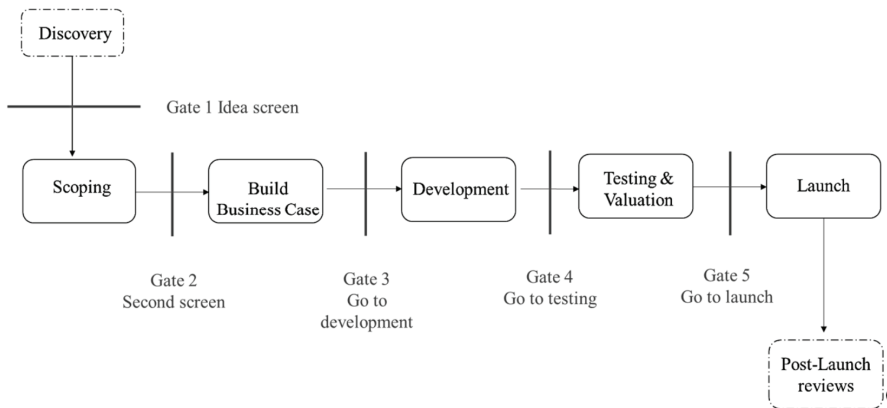 Discovery
Gate 1 Idea screen
Scoping
Build
Business Case
Development
Testing &
Valuation
Launch
Gate 2
Second screen
Gate 3
Go to
development
Gate 4
Go to testing
Gate 5
Go to launch
Post-Launch
reviews